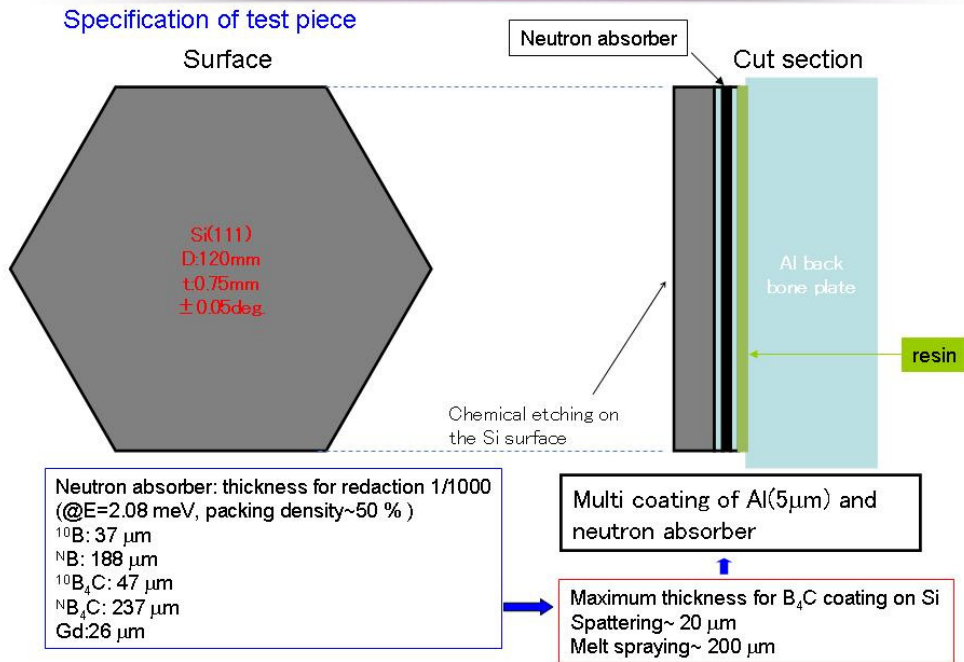 Specification of test piece
Surface
Neutron absorber
Cut section
Si(111)
D:120mm
t:0.75mm
±0.05deg.
Al back
bone plate
resin
Chemical etching on
the Si surface
Neutron absorber: thickness for redaction 1/1000
(@E=2.08 meV, packing density~50 % )
¹⁰B: 37 μm
ᴺB: 188 μm
¹⁰B₄C: 47 μm
ᴺB₄C: 237 μm
Gd:26 μm
Multi coating of Al(5μm) and
neutron absorber
Maximum thickness for B₄C coating on Si
Spattering~ 20 μm
Melt spraying~ 200 μm